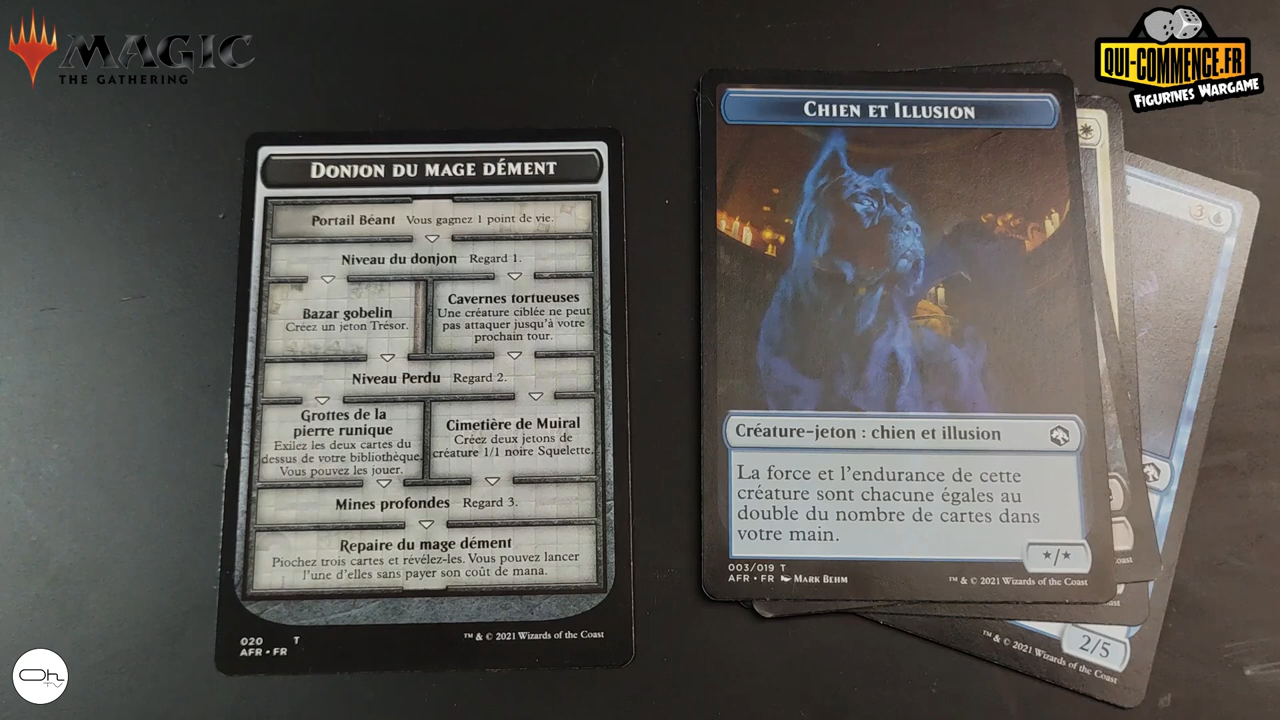 MAGIC
THE GATHERING
QUI-COMMENCE.FR
FIGURINES WARGAME
DONJON DU MAGE DÉMENT
Portail Béant Vous gagnez 1 point de vie.
Niveau du donjon Regard 1.
Bazar gobelin
Créez un jeton Trésor.
Cavernes tortueuses
Une créature ciblée ne peut
pas attaquer jusqu'à votre
prochain tour.
Niveau Perdu Regard 2.
Grottes de la
pierre runique
Exilez les deux cartes du
dessus de votre bibliothèque.
Vous pouvez les jouer.
Cimetière de Muiral
Créez deux jetons de
créature 1/1 noire Squelette.
Mines profondes Regard 3.
Repaire du mage dément
Piochez trois cartes et révélez-les. Vous pouvez lancer
l'une d'elles sans payer son coût de mana.
020 T
AFR • FR
™ & © 2021 Wizards of the Coast
CHIEN ET ILLUSION
Créature-jeton : chien et illusion
La force et l'endurance de cette
créature sont chacune égales au
double du nombre de cartes dans
votre main.
*/*
003/019 T
AFR • FR MARK BEHM
™ & © 2021 Wizards of the Coast
3
Coast
ast
2/5
™ & © 2021 Wizards of the Coast
Oh
TV